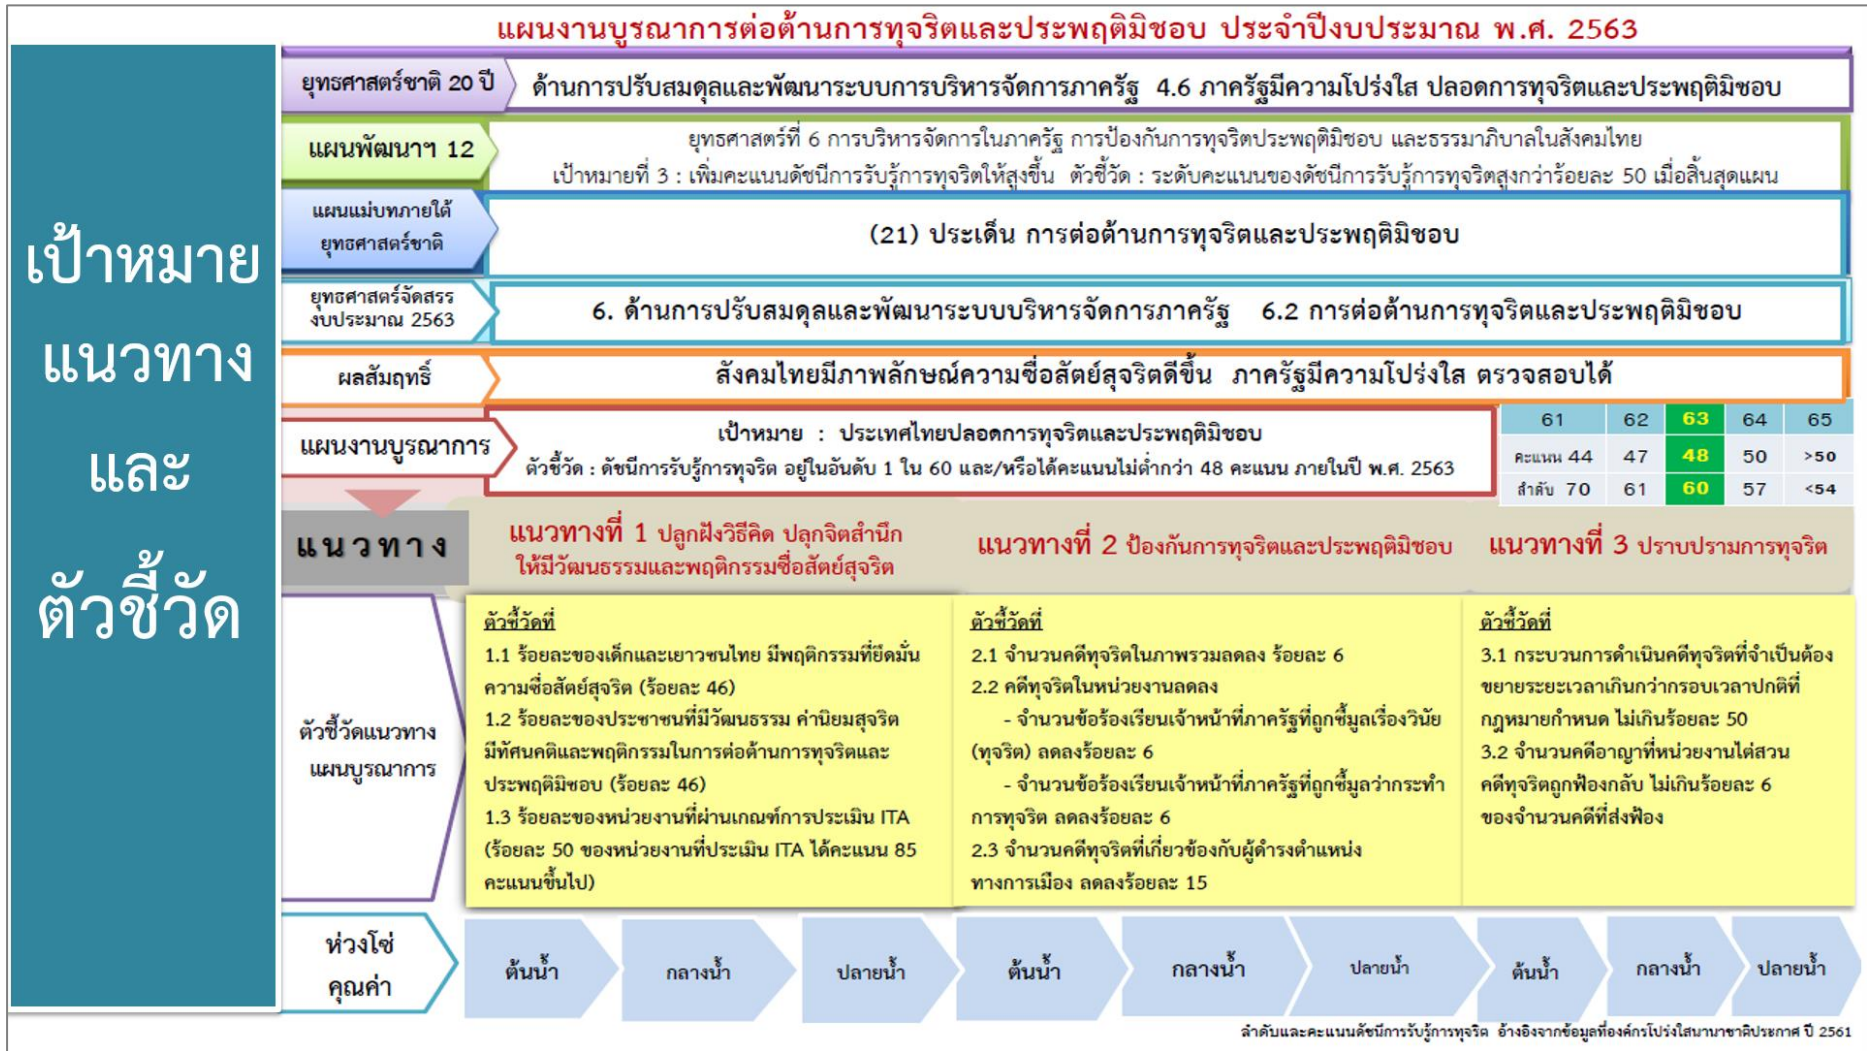 แผนงานบูรณาการต่อต้านการทุจริตและประพฤติมิชอบ ประจำปีงบประมาณ พ.ศ. 2563
เป้าหมาย
แนวทาง
และ
ตัวชี้วัด
ยุทธศาสตร์ชาติ 20 ปี
ด้านการปรับสมดุลและพัฒนาระบบการบริหารจัดการภาครัฐ 4.6 ภาครัฐมีความโปร่งใส ปลอดการทุจริตและประพฤติมิชอบ
แผนพัฒนาฯ 12
ยุทธศาสตร์ที่ 6 การบริหารจัดการในภาครัฐ การป้องกันการทุจริตประพฤติมิชอบ และธรรมาภิบาลในสังคมไทย
เป้าหมายที่ 3 : เพิ่มคะแนนดัชนีการรับรู้การทุจริตให้สูงขึ้น ตัวชี้วัด : ระดับคะแนนของดัชนีการรับรู้การทุจริตสูงกว่าร้อยละ 50 เมื่อสิ้นสุดแผน
แผนแม่บทภายใต้
ยุทธศาสตร์ชาติ
(21) ประเด็น การต่อต้านการทุจริตและประพฤติมิชอบ
ยุทธศาสตร์จัดสรร
งบประมาณ 2563
6. ด้านการปรับสมดุลและพัฒนาระบบบริหารจัดการภาครัฐ 6.2 การต่อต้านการทุจริตและประพฤติมิชอบ
ผลสัมฤทธิ์
สังคมไทยมีภาพลักษณ์ความซื่อสัตย์สุจริตดีขึ้น ภาครัฐมีความโปร่งใส ตรวจสอบได้
แผนงานบูรณาการ
เป้าหมาย : ประเทศไทยปลอดการทุจริตและประพฤติมิชอบ
ตัวชี้วัด : ดัชนีการรับรู้การทุจริต อยู่ในอันดับ 1 ใน 60 และ/หรือได้คะแนนไม่ต่ำกว่า 48 คะแนน ภายในปี พ.ศ. 2563
61 62 63 64 65
คะแนน 44 47 48 50 >50
ลำดับ 70 61 60 57 <54
แนวทาง
แนวทางที่ 1 ปลูกฝังวิธีคิด ปลุกจิตสำนึก
ให้มีวัฒนธรรมและพฤติกรรมซื่อสัตย์สุจริต
แนวทางที่ 2 ป้องกันการทุจริตและประพฤติมิชอบ
แนวทางที่ 3 ปราบปรามการทุจริต
ตัวชี้วัดแนวทาง
แผนบูรณาการ
ตัวชี้วัดที่
1.1 ร้อยละของเด็กและเยาวชนไทย มีพฤติกรรมที่ยึดมั่น
ความซื่อสัตย์สุจริต (ร้อยละ 46)
1.2 ร้อยละของประชาชนที่มีวัฒนธรรม ค่านิยมสุจริต
มีทัศนคติและพฤติกรรมในการต่อต้านการทุจริตและ
ประพฤติมิชอบ (ร้อยละ 46)
1.3 ร้อยละของหน่วยงานที่ผ่านเกณฑ์การประเมิน ITA
(ร้อยละ 50 ของหน่วยงานที่ประเมิน ITA ได้คะแนน 85
คะแนนขึ้นไป)
ตัวชี้วัดที่
2.1 จำนวนคดีทุจริตในภาพรวมลดลง ร้อยละ 6
2.2 คดีทุจริตในหน่วยงานลดลง
- จำนวนข้อร้องเรียนเจ้าหน้าที่ภาครัฐที่ถูกชี้มูลเรื่องวินัย
(ทุจริต) ลดลงร้อยละ 6
- จำนวนข้อร้องเรียนเจ้าหน้าที่ภาครัฐที่ถูกชี้มูลว่ากระทำ
การทุจริต ลดลงร้อยละ 6
2.3 จำนวนคดีทุจริตที่เกี่ยวข้องกับผู้ดำรงตำแหน่ง
ทางการเมือง ลดลงร้อยละ 15
ตัวชี้วัดที่
3.1 กระบวนการดำเนินคดีทุจริตที่จำเป็นต้อง
ขยายระยะเวลาเกินกว่ากรอบเวลาปกติที่
กฎหมายกำหนด ไม่เกินร้อยละ 50
3.2 จำนวนคดีอาญาที่หน่วยงานไต่สวน
คดีทุจริตถูกฟ้องกลับ ไม่เกินร้อยละ 6
ของจำนวนคดีที่ส่งฟ้อง
ห่วงโซ่
คุณค่า
ต้นน้ำ กลางน้ำ ปลายน้ำ ต้นน้ำ กลางน้ำ ปลายน้ำ ต้นน้ำ กลางน้ำ ปลายน้ำ
ลำดับและคะแนนดัชนีการรับรู้การทุจริต อ้างอิงจากข้อมูลที่องค์กรโปร่งใสนานาชาติประกาศ ปี 2561